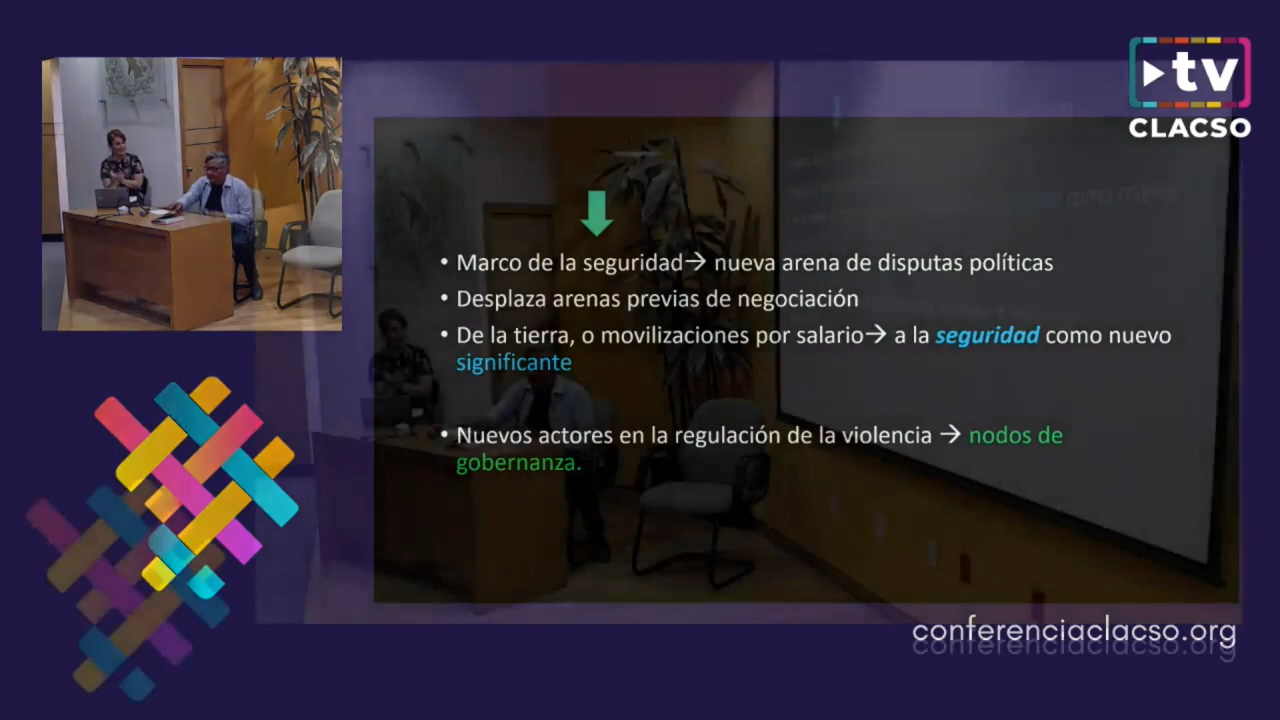 tv
CLACSO
• Marco de la seguridad→ nueva arena de disputas políticas
• Desplaza arenas previas de negociación
• De la tierra, o movilizaciones por salario→ a la seguridad como nuevo
significante
• Nuevos actores en la regulación de la violencia → nodos de
gobernanza.
conferenciaclacso.org